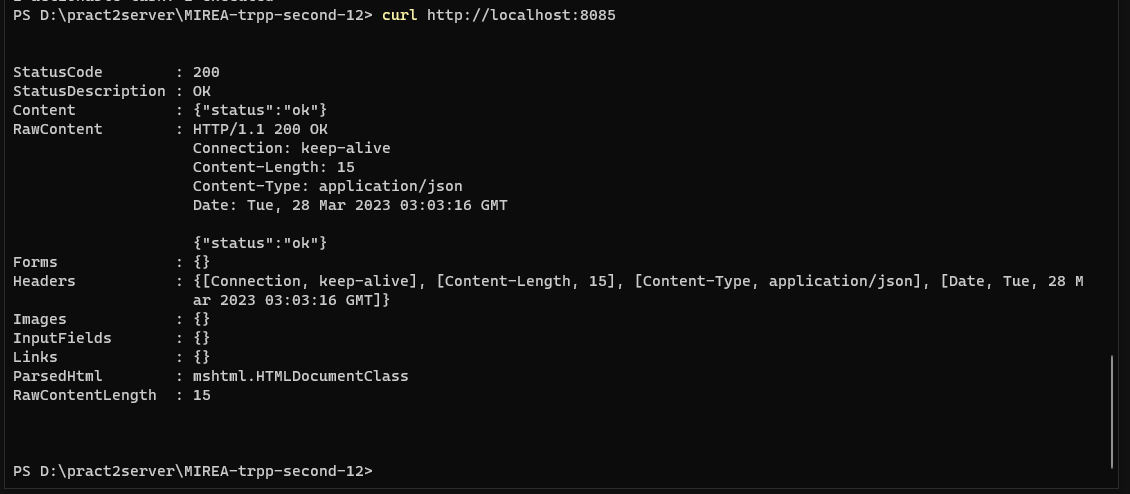 PS D:\pract2server\MIREA-trpp-second-12> curl http://localhost:8085
StatusCode        : 200
StatusDescription : OK
Content           : {"status":"ok"}
RawContent        : HTTP/1.1 200 OK
                    Connection: keep-alive
                    Content-Length: 15
                    Content-Type: application/json
                    Date: Tue, 28 Mar 2023 03:03:16 GMT
                    {"status":"ok"}
Forms             : {}
Headers           : {[Connection, keep-alive], [Content-Length, 15], [Content-Type, application/json], [Date, Tue, 28 M
                    ar 2023 03:03:16 GMT]}
Images            : {}
InputFields       : {}
Links             : {}
ParsedHtml        : mshtml.HTMLDocumentClass
RawContentLength  : 15
PS D:\pract2server\MIREA-trpp-second-12>